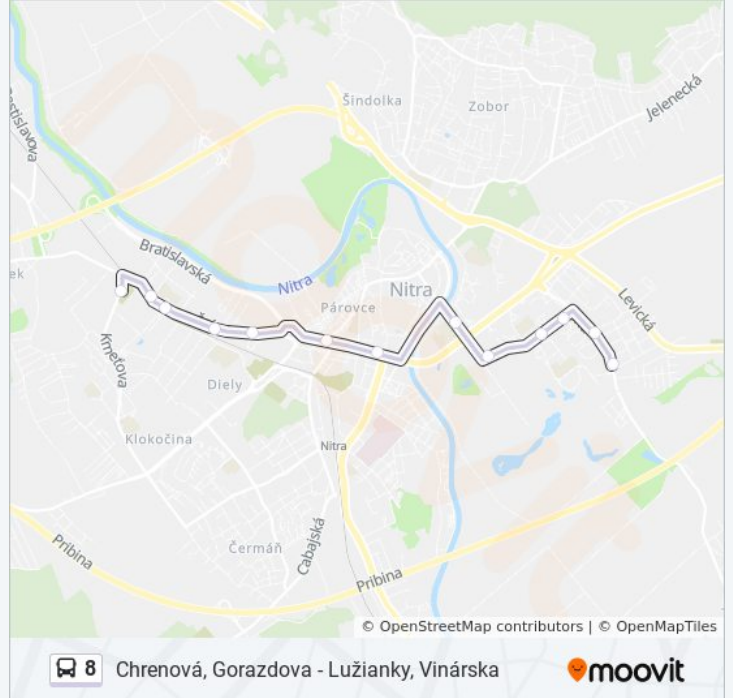 Šindolka
Zobor
Jelenecká
Bratislavská
Nitra
Nitra
Levická
Párovce
Kmeťova
Diely
Klokočina
Nitra
Čermáň
Cabajská
Pribina
Pribina
© OpenStreetMap contributors | © OpenMapTiles
8 Chrenová, Gorazdova - Lužianky, Vinárska
moovit